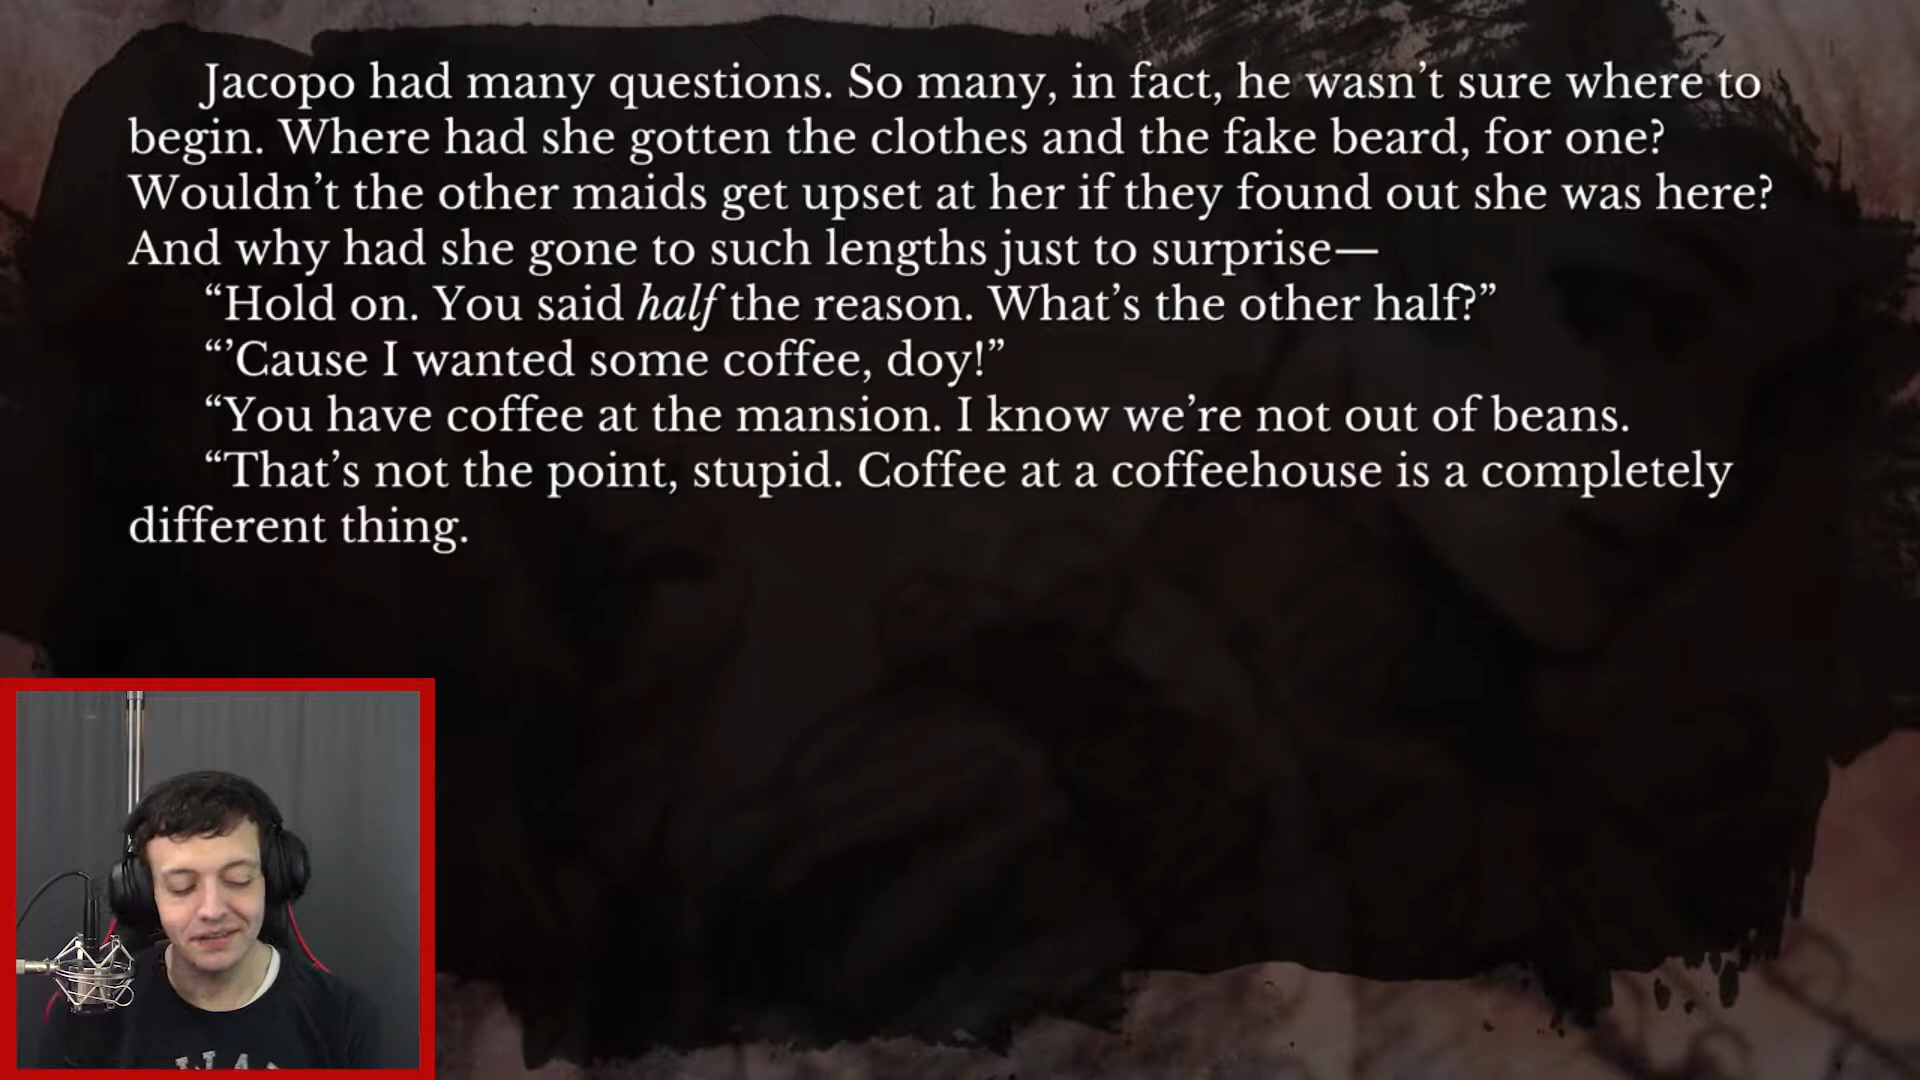 Jacopo had many questions. So many, in fact, he wasn’t sure where to
begin. Where had she gotten the clothes and the fake beard, for one?
Wouldn’t the other maids get upset at her if they found out she was here?
And why had she gone to such lengths just to surprise—
“Hold on. You said half the reason. What’s the other half?”
“’Cause I wanted some coffee, doy!”
“You have coffee at the mansion. I know we’re not out of beans.
“That’s not the point, stupid. Coffee at a coffeehouse is a completely
different thing.